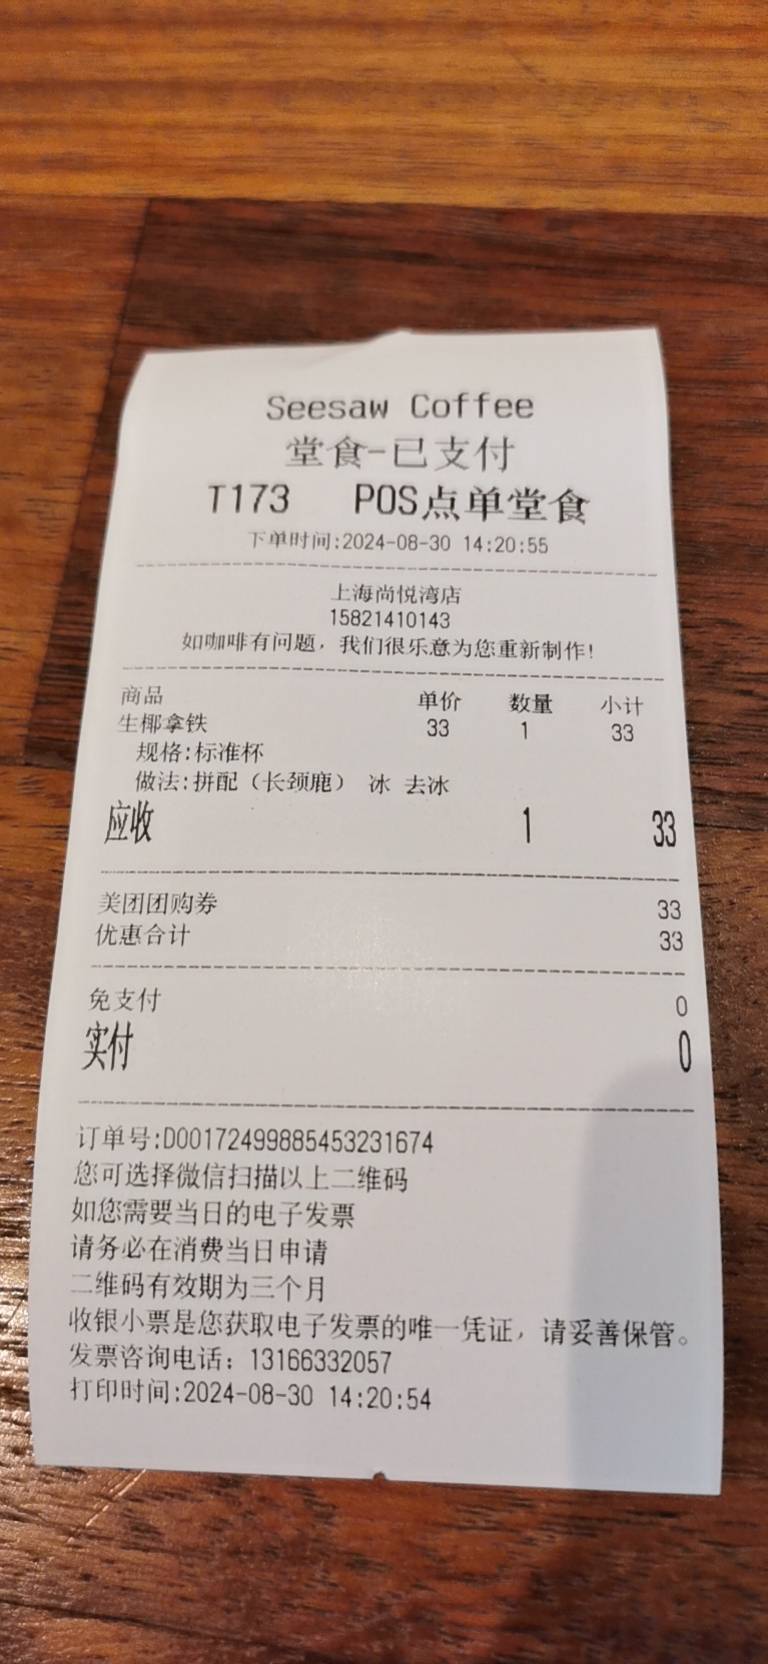 Seesaw Coffee
堂食-已支付
T173 POS点单堂食
下单时间:2024-08-30 14:20:55
上海尚悦湾店
15821410143
如咖啡有问题，我们很乐意为您重新制作!
商品 单价 数量 小计
生椰拿铁 33 1 33
规格:标准杯
做法:拼配（长颈鹿） 冰 去冰
应收 1 33
美团团购券 33
优惠合计 33
免支付 0
实付 0
订单号:D00172499885453231674
您可选择微信扫描以上二维码
如您需要当日的电子发票
请务必在消费当日申请
二维码有效期为三个月
收银小票是您获取电子发票的唯一凭证，请妥善保管。
发票咨询电话：13166332057
打印时间:2024-08-30 14:20:54